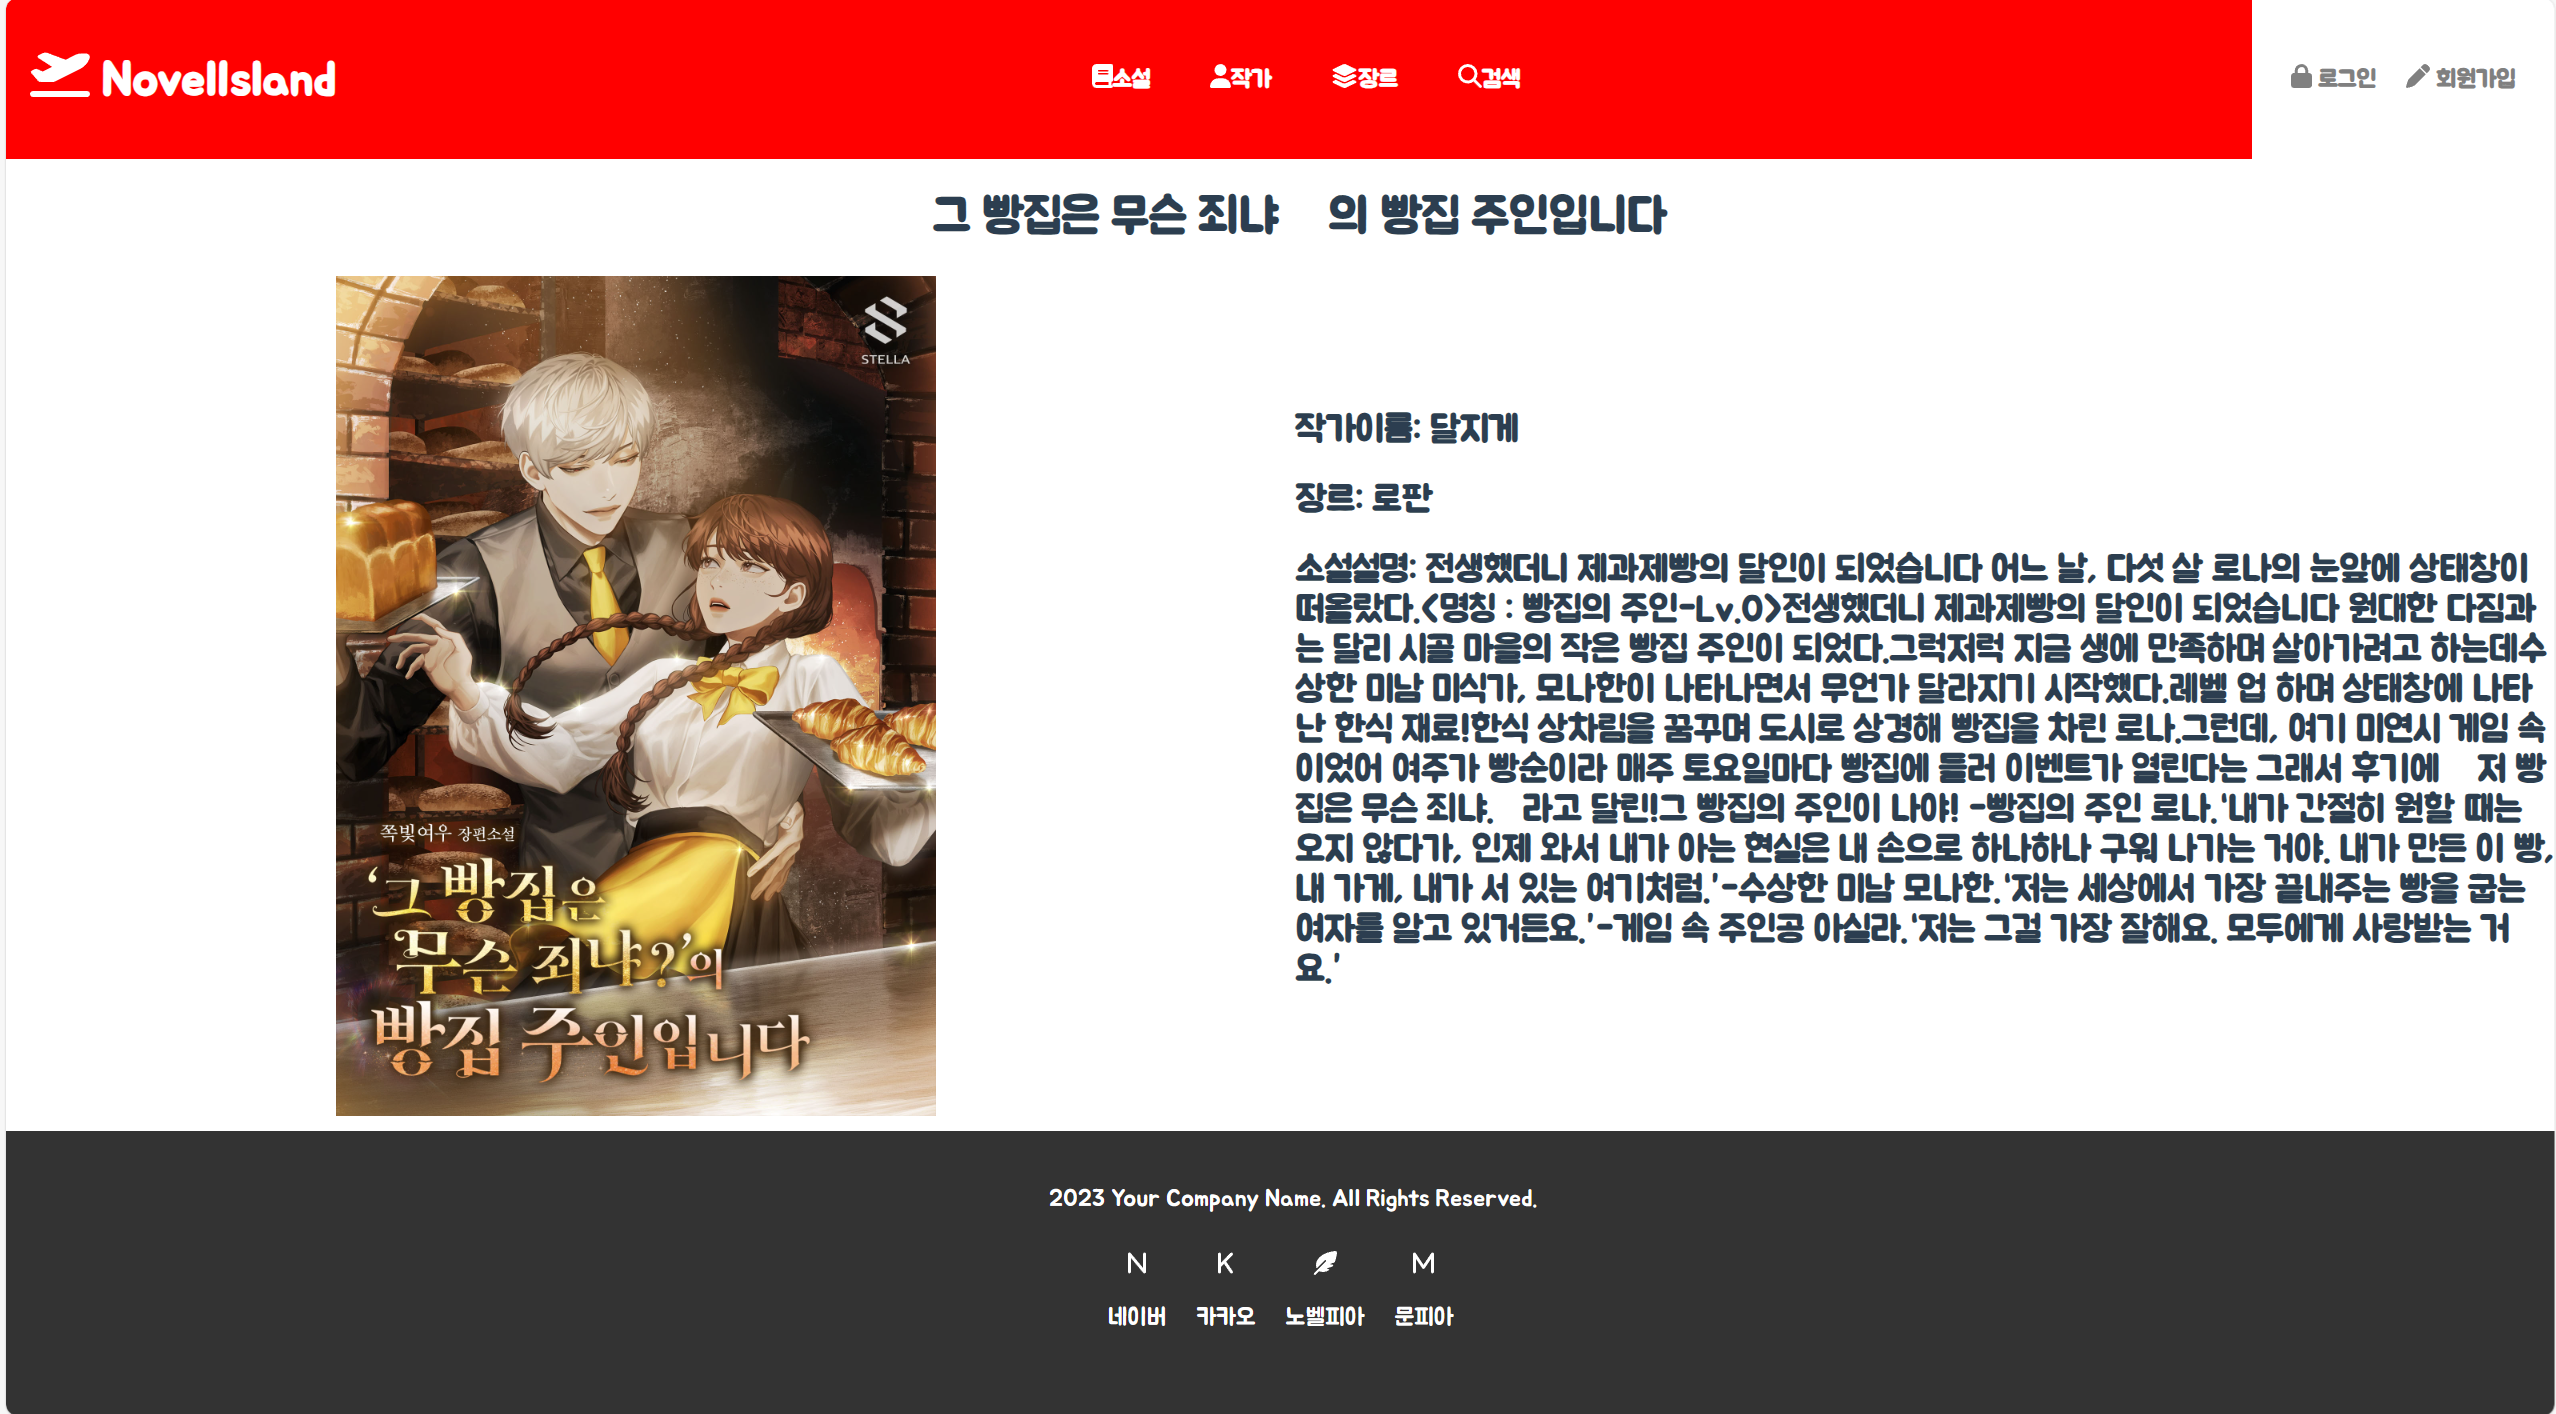 NovelIsland
소설 작가 장르 검색
로그인 회원가입
그 빵집은 무슨 죄냐 의 빵집 주인입니다
STELLA
쪽빛여우 장편소설
‘그 빵집은
무슨 죄냐?’의
빵집 주인입니다
작가이름: 달지게
장르: 로판
소설설명: 전생했더니 제과제빵의 달인이 되었습니다 어느 날, 다섯 살 로나의 눈앞에 상태창이
떠올랐다.<명칭 : 빵집의 주인-Lv.0>전생했더니 제과제빵의 달인이 되었습니다 원대한 다짐과
는 달리 시골 마을의 작은 빵집 주인이 되었다.그럭저럭 지금 생에 만족하며 살아가려고 하는데수
상한 미남 미식가, 모나한이 나타나면서 무언가 달라지기 시작했다.레벨 업 하며 상태창에 나타
난 한식 재료!한식 상차림을 꿈꾸며 도시로 상경해 빵집을 차린 로나.그런데, 여기 미연시 게임 속
이었어 여주가 빵순이라 매주 토요일마다 빵집에 들러 이벤트가 열린다는 그래서 후기에 저 빵
집은 무슨 죄냐. 라고 달린!그 빵집의 주인이 나야! -빵집의 주인 로나.‘내가 간절히 원할 때는
오지 않다가, 인제 와서 내가 아는 현실은 내 손으로 하나하나 구워 나가는 거야. 내가 만든 이 빵,
내 가게, 내가 서 있는 여기처럼.’-수상한 미남 모나한.‘저는 세상에서 가장 끝내주는 빵을 굽는
여자를 알고 있거든요.’-게임 속 주인공 아실라.‘저는 그걸 가장 잘해요. 모두에게 사랑받는 거
요.’
2023 Your Company Name. All Rights Reserved.
N K M
네이버 카카오 노벨피아 문피아